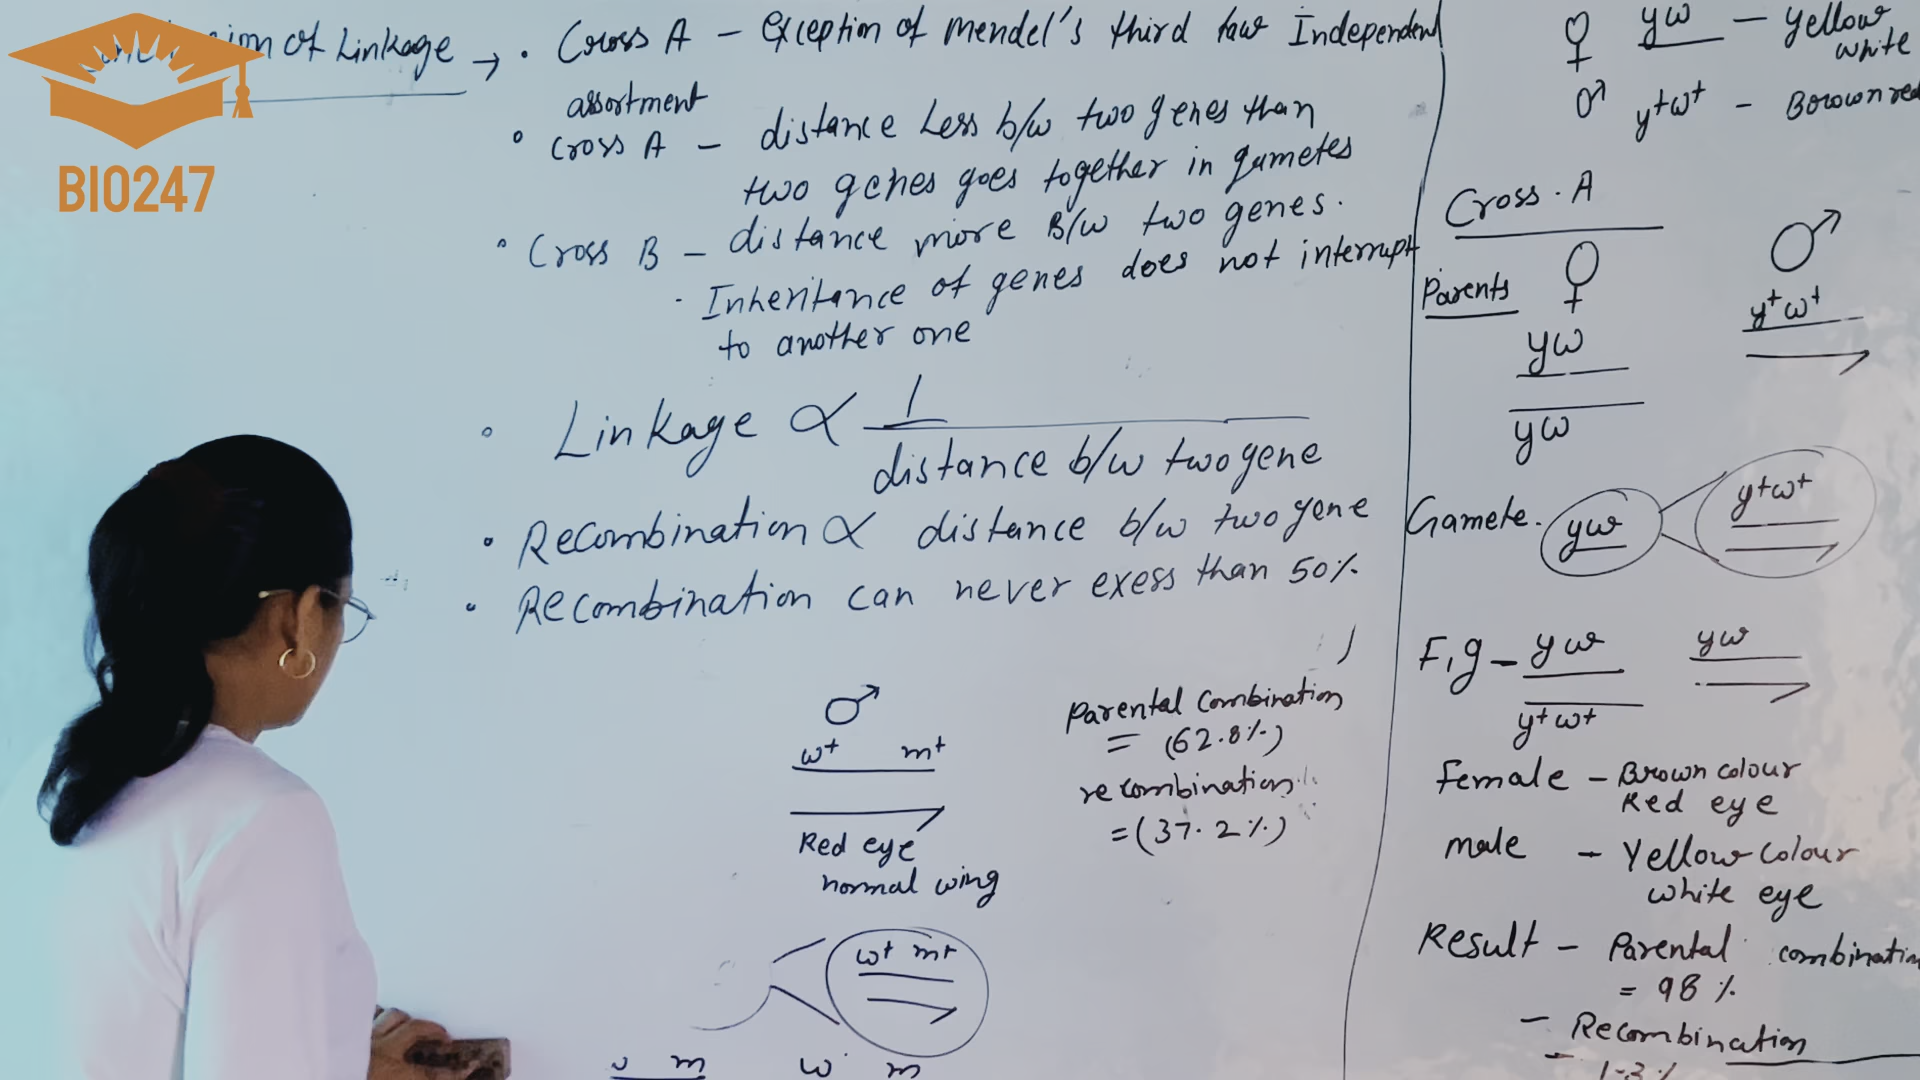 BIO247
of Linkage → • Cross A - Exception of Mendel's third law Independent
assortment
• Cross A - distance Less b/w two genes than
two genes goes together in gametes
• Cross B - distance more B/w two genes.
• Inheritance of genes does not interrupt
to another one
• Linkage ∝ 1
distance b/w two gene
• Recombination ∝ distance b/w two gene
• Recombination can never exess than 50%.
♂
w⁺ m⁺
Red eye
normal wing
Parental Combination
= (62.8%.)
recombination
= (37.2%.)
w⁺ m⁺
m
w m
♀ yw — Yellow
white
♂ y⁺w⁺ - Brown red
Cross. A
Parents ♀ ♂
yw y⁺w⁺
yw
Gamete. yw y⁺w⁺
F₁g - yw yw
y⁺w⁺
female - Brown colour
Red eye
male - Yellow colour
white eye
Result - Parental combination
= 98 %.
- Recombination